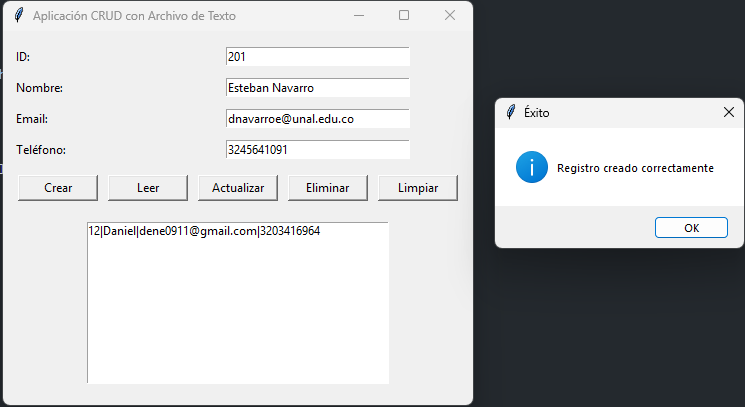 Aplicación CRUD con Archivo de Texto
ID: 201
Nombre: Esteban Navarro
Email: dnavarroe@unal.edu.co
Teléfono: 3245641091
Crear Leer Actualizar Eliminar Limpiar
12|Daniel|dene0911@gmail.com|3203416964
Éxito
Registro creado correctamente
OK